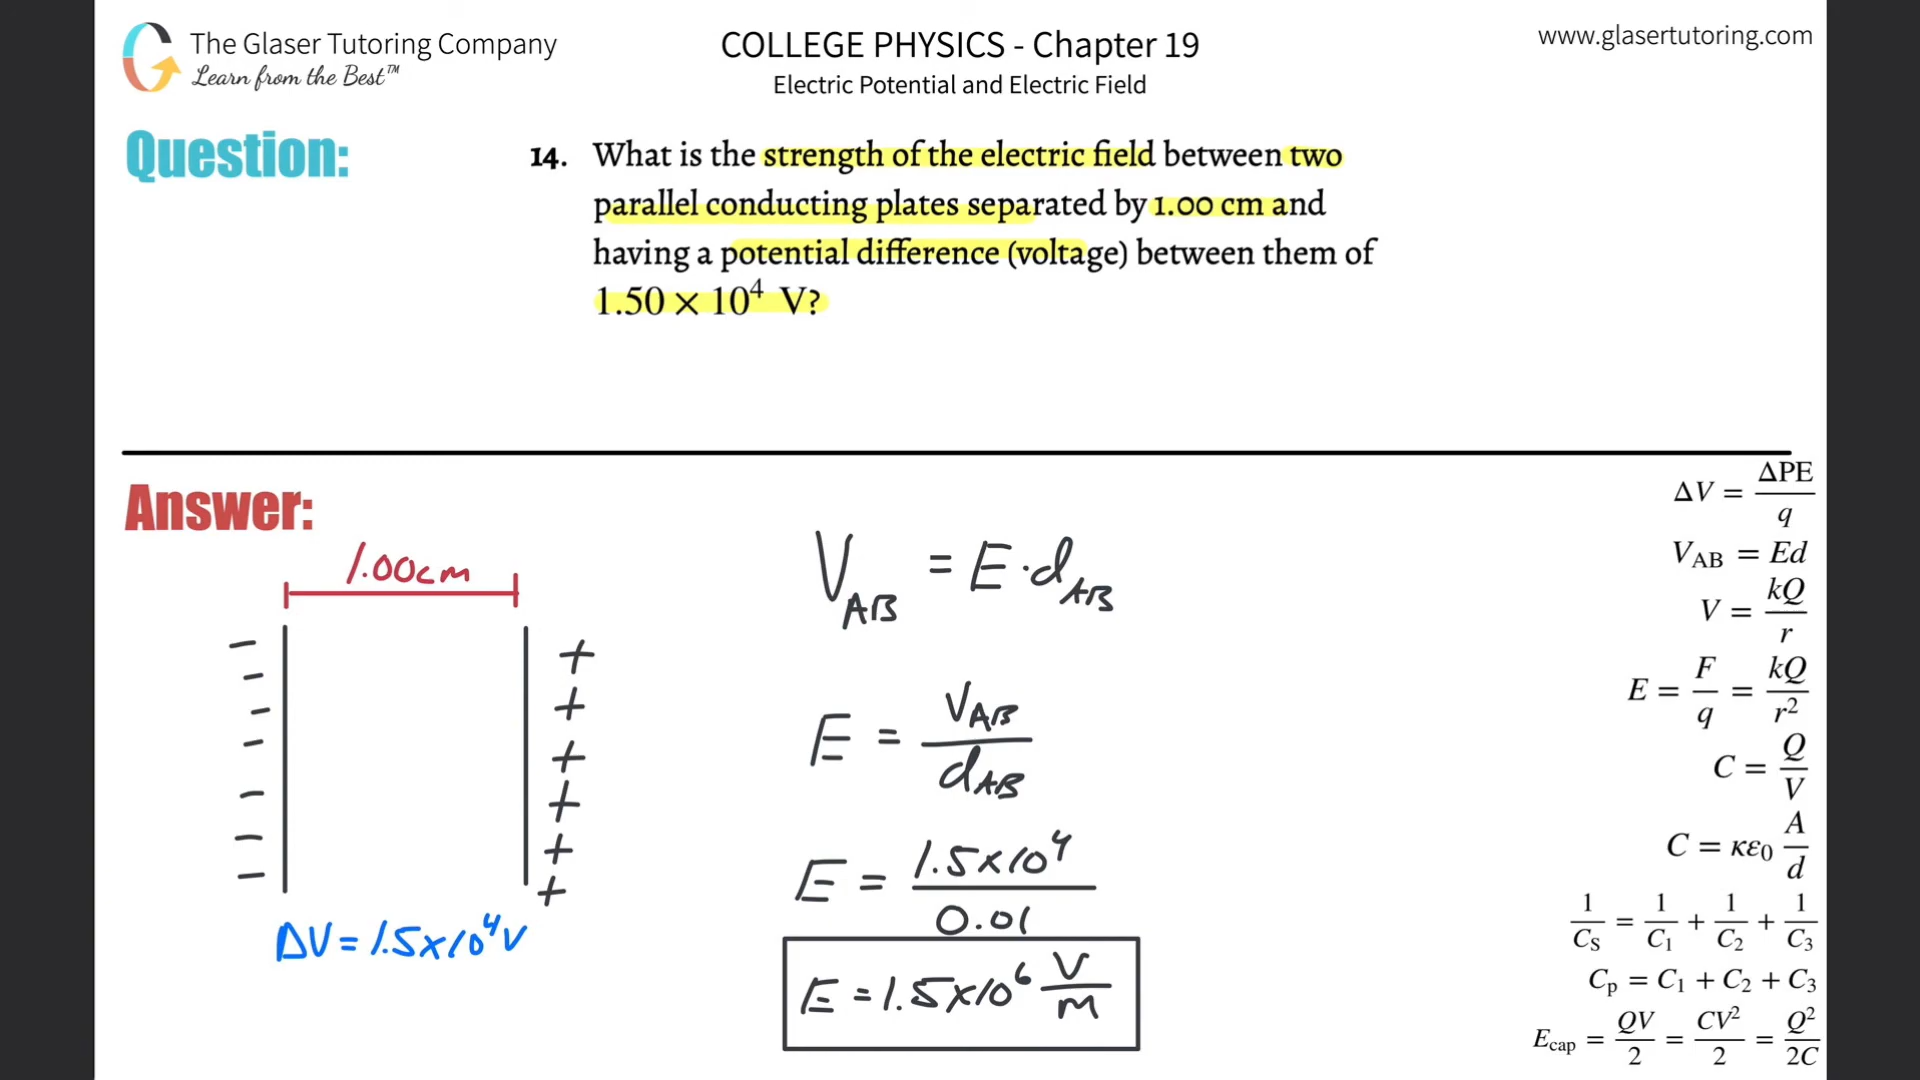 The Glaser Tutoring Company
Learn from the Best™
COLLEGE PHYSICS - Chapter 19
Electric Potential and Electric Field
www.glasertutoring.com
Question:
14. What is the strength of the electric field between two
parallel conducting plates separated by 1.00 cm and
having a potential difference (voltage) between them of
1.50 × 10⁴ V?
Answer:
1.00cm
− − − − − − −
+ + + + + +
ΔV = 1.5x10⁴V
V_AB = E·d_AB
E = V_AB / d_AB
E = 1.5x10⁴ / 0.01
E = 1.5x10⁶ V/m
ΔV = ΔPE / q
V_AB = Ed
V = kQ / r
E = F / q = kQ / r²
C = Q / V
C = κε₀ A / d
1/C_S = 1/C₁ + 1/C₂ + 1/C₃
C_p = C₁ + C₂ + C₃
E_cap = QV / 2 = CV² / 2 = Q² / 2C